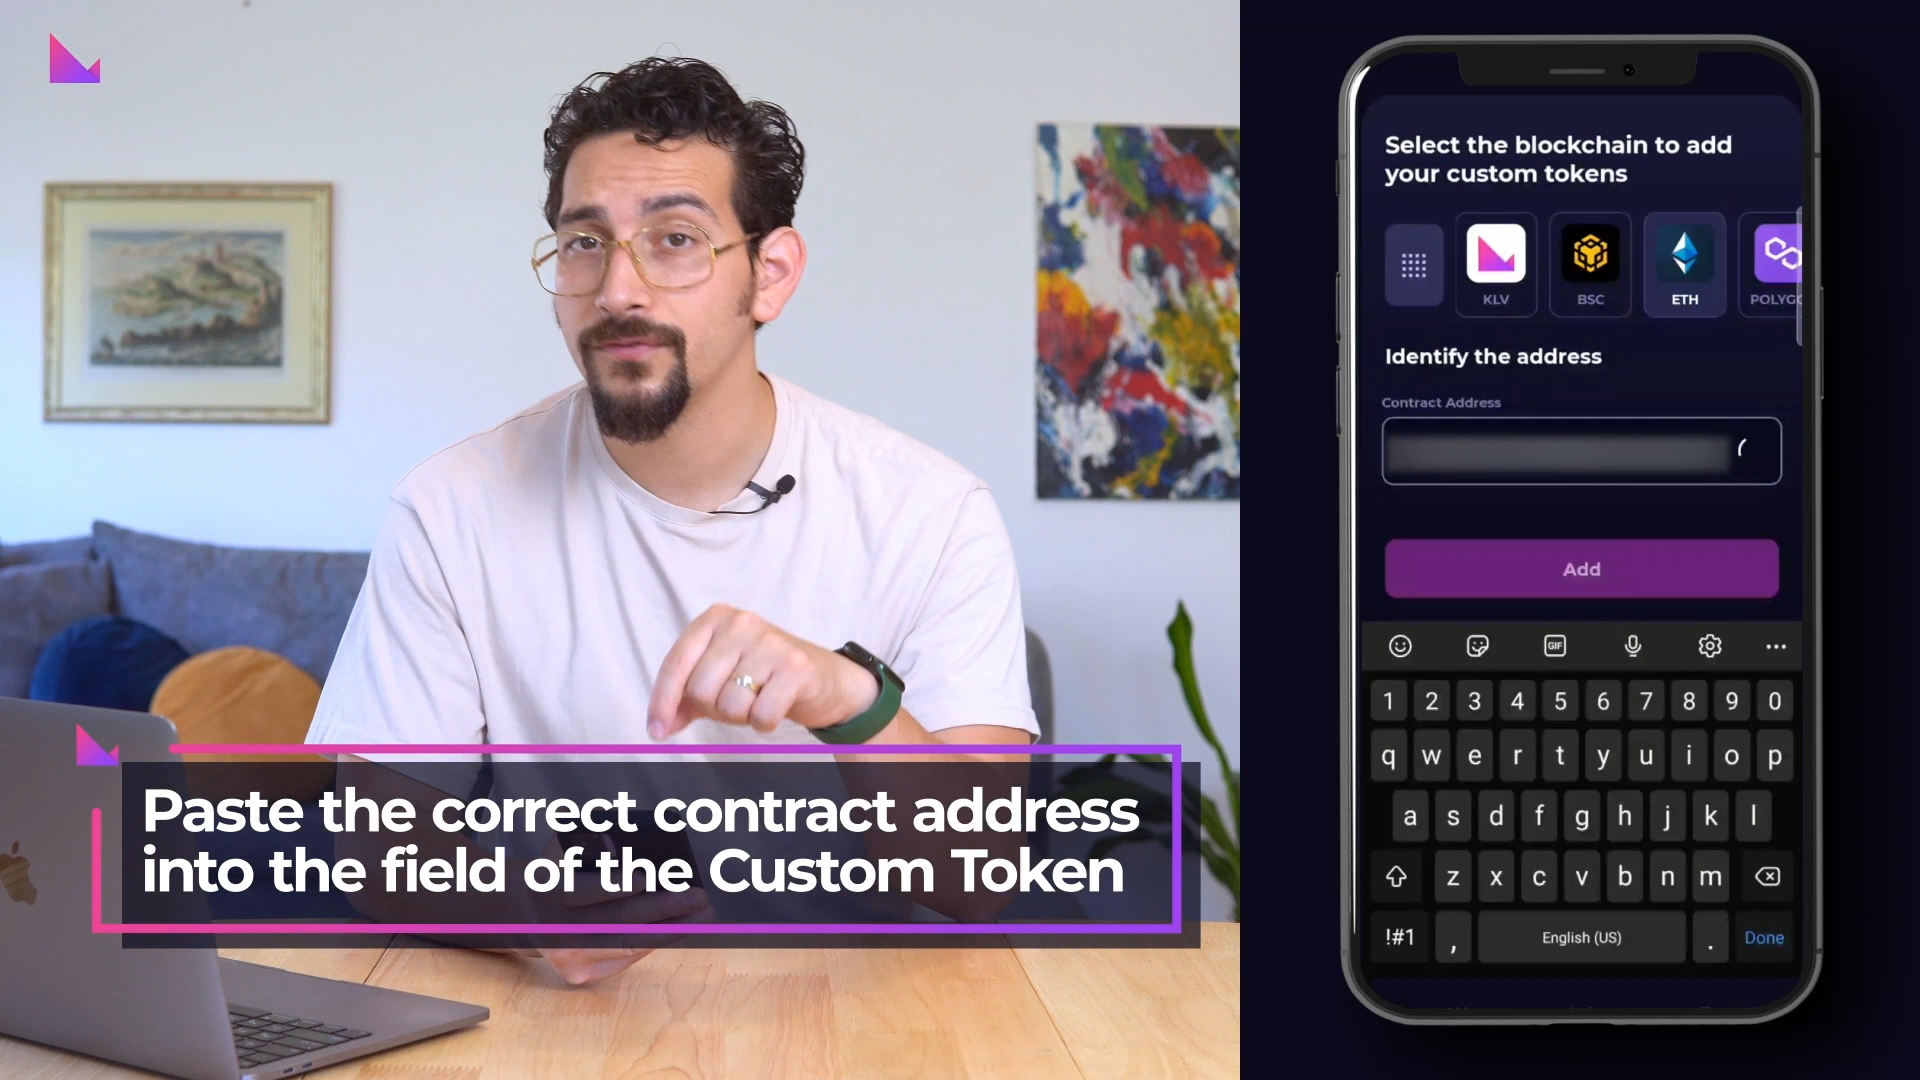 Paste the correct contract address
into the field of the Custom Token
Select the blockchain to add
your custom tokens
KLV
BSC
ETH
Identify the address
Contract Address
Add
GIF
1 2 3 4 5 6 7 8 9 0
q w e r t y u i o p
a s d f g h j k l
z x c v b n m
!#1 , English (US) . Done